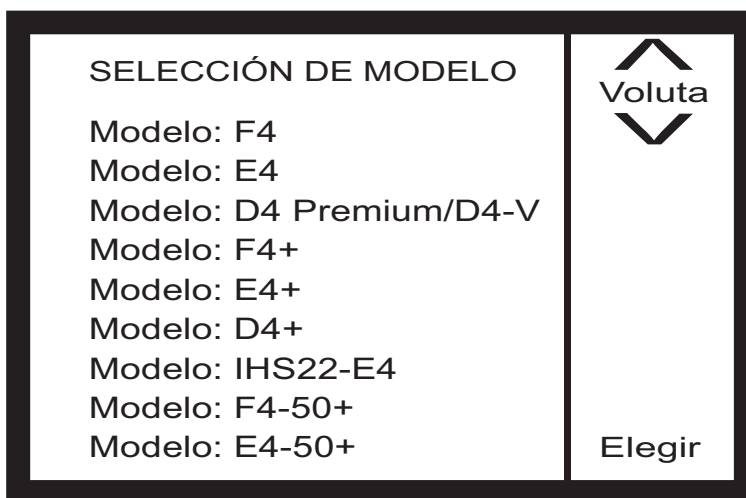 SELECCIÓN DE MODELO
Modelo: F4
Modelo: E4
Modelo: D4 Premium/D4-V
Modelo: F4+
Modelo: E4+
Modelo: D4+
Modelo: IHS22-E4
Modelo: F4-50+
Modelo: E4-50+
Voluta
Elegir